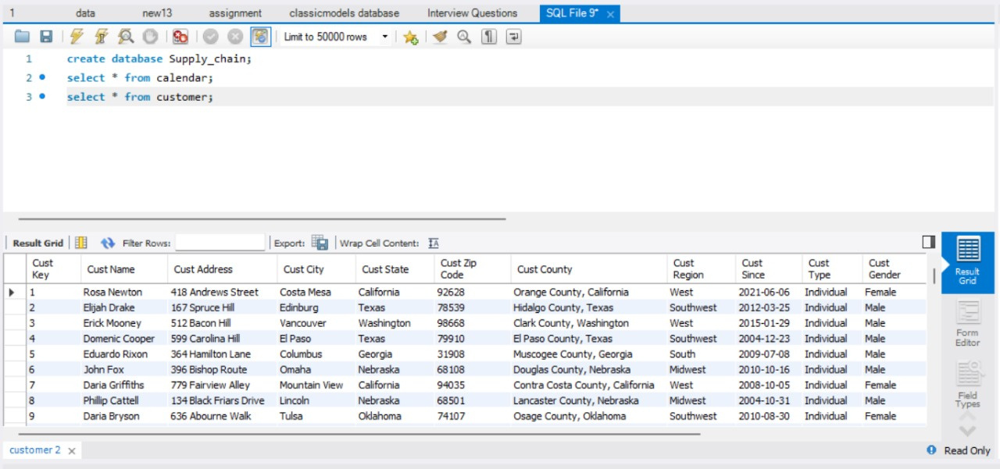 1 data new13 assignment classicmodels database Interview Questions SQL File 9* ×
Limit to 50000 rows
1 create database Supply_chain;
2 select * from calendar;
3 select * from customer;
Result Grid Filter Rows: Export: Wrap Cell Content: IA
Cust Key Cust Name Cust Address Cust City Cust State Cust Zip Code Cust County Cust Region Cust Since Cust Type Cust Gender
1 Rosa Newton 418 Andrews Street Costa Mesa California 92628 Orange County, California West 2021-06-06 Individual Female
2 Elijah Drake 167 Spruce Hill Edinburg Texas 78539 Hidalgo County, Texas Southwest 2012-03-25 Individual Male
3 Erick Mooney 512 Bacon Hill Vancouver Washington 98668 Clark County, Washington West 2015-01-29 Individual Male
4 Domenic Cooper 599 Carolina Hill El Paso Texas 79910 El Paso County, Texas Southwest 2004-12-23 Individual Male
5 Eduardo Rixon 364 Hamilton Lane Columbus Georgia 31908 Muscogee County, Georgia South 2009-07-08 Individual Male
6 John Fox 396 Bishop Route Omaha Nebraska 68108 Douglas County, Nebraska Midwest 2010-10-16 Individual Male
7 Daria Griffiths 779 Fairview Alley Mountain View California 94035 Contra Costa County, California West 2008-10-05 Individual Female
8 Phillip Cattell 134 Black Friars Drive Lincoln Nebraska 68501 Lancaster County, Nebraska Midwest 2004-10-31 Individual Male
9 Daria Bryson 636 Abourne Walk Tulsa Oklahoma 74107 Osage County, Oklahoma Southwest 2010-08-30 Individual Female
Result
Grid
Form
Editor
Field
Types
customer 2 × Read Only